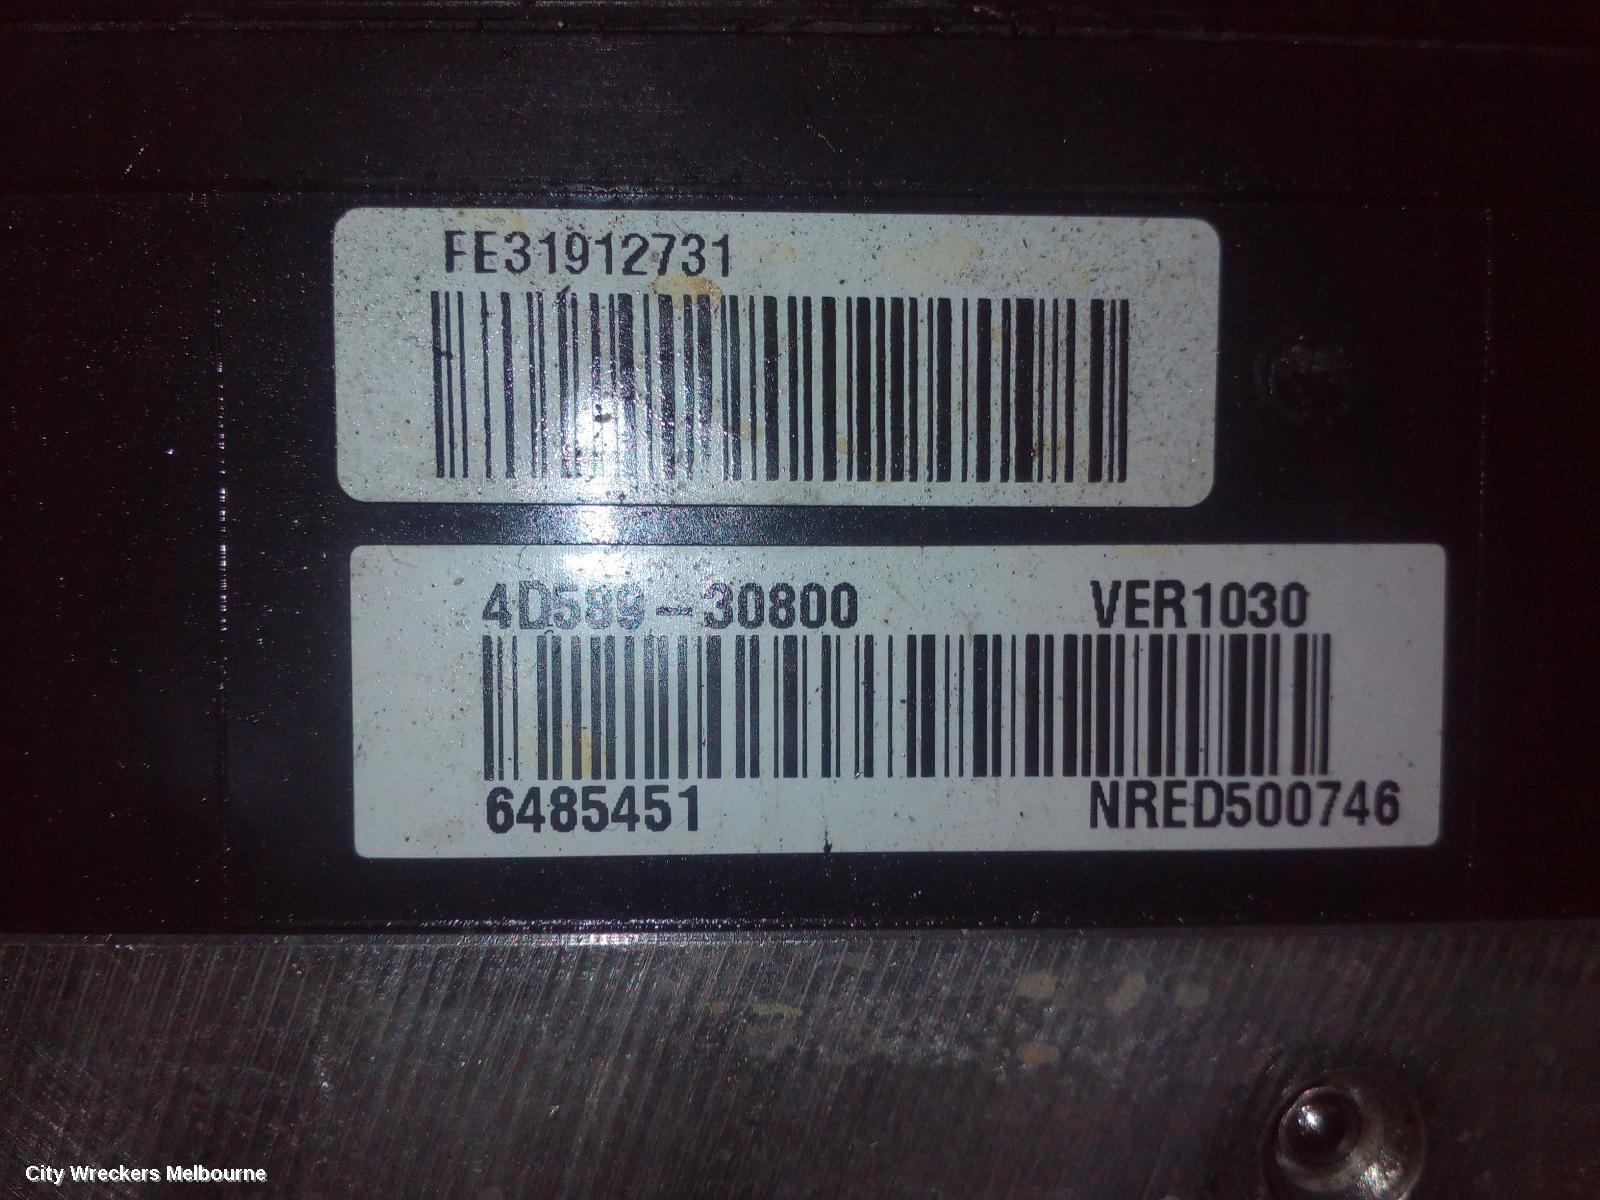 FE31912731
4D589-30800 VER1030
6485451 NRED500746
City Wreckers Melbourne